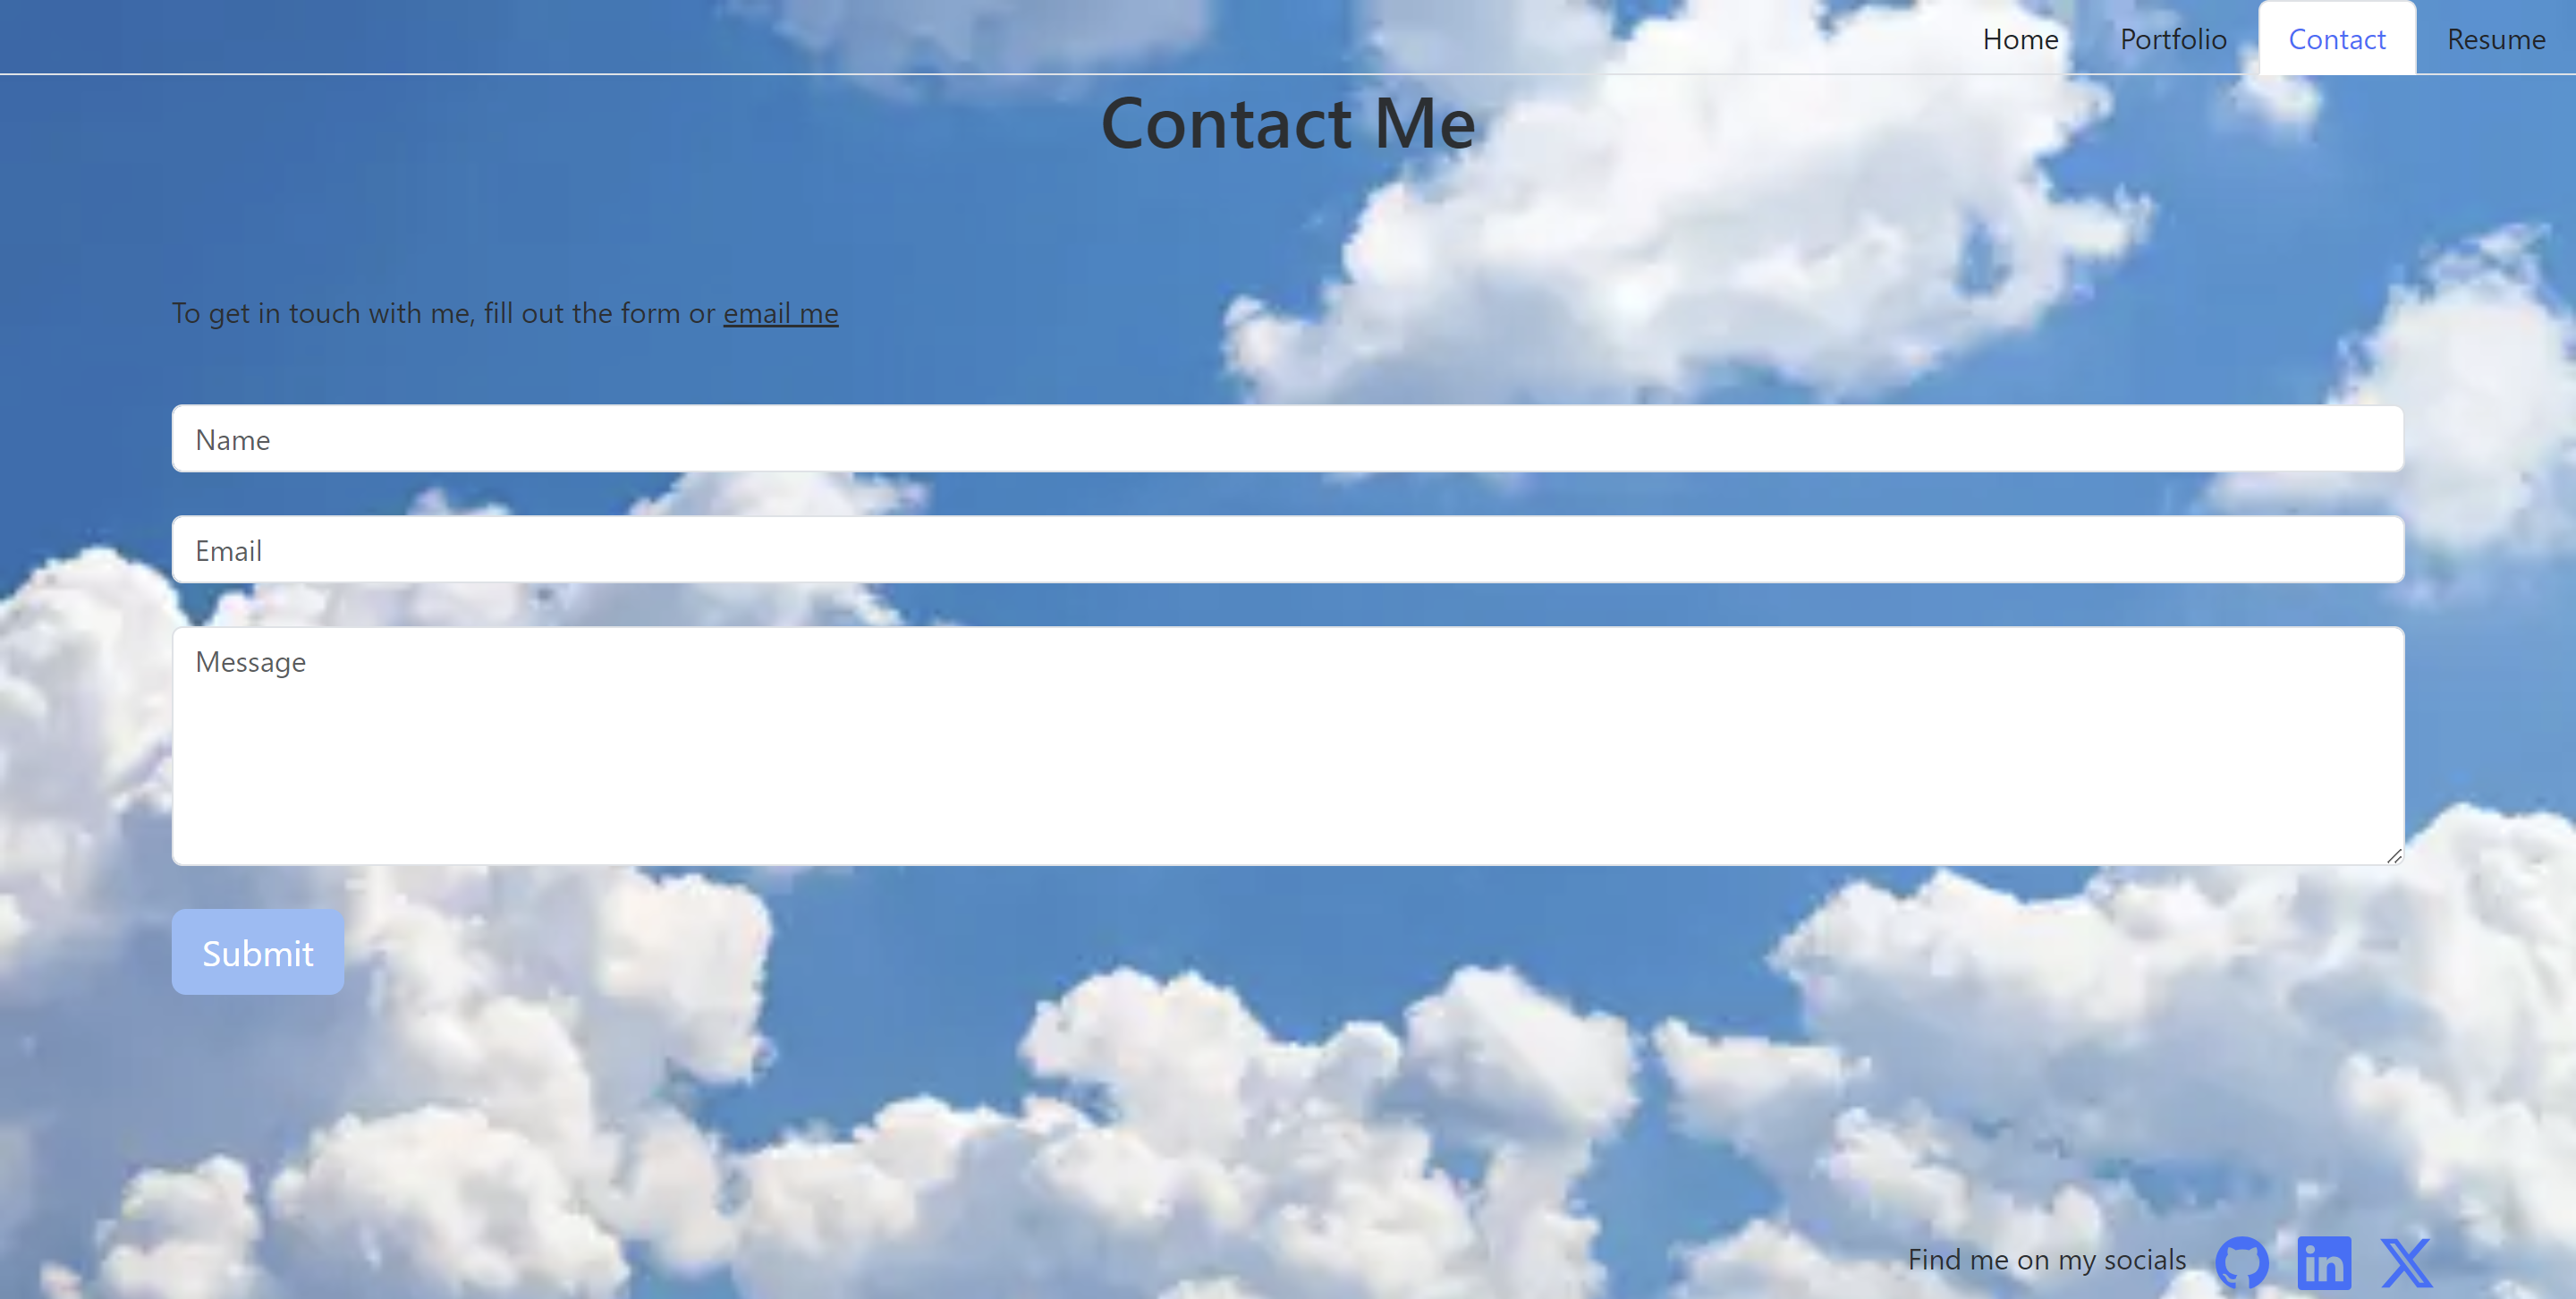 Home Portfolio Contact Resume
Contact Me
To get in touch with me, fill out the form or email me
Name
Email
Message
Submit
Find me on my socials